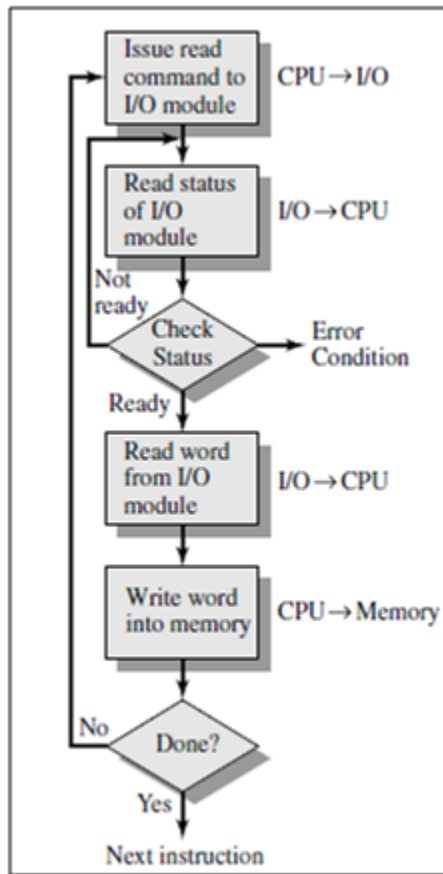 Issue read
command to
I/O module
CPU → I/O
Read status
of I/O
module
I/O → CPU
Not
ready
Check
Status
Error
Condition
Ready
Read word
from I/O
module
I/O → CPU
Write word
into memory
CPU → Memory
No
Done?
Yes
Next instruction